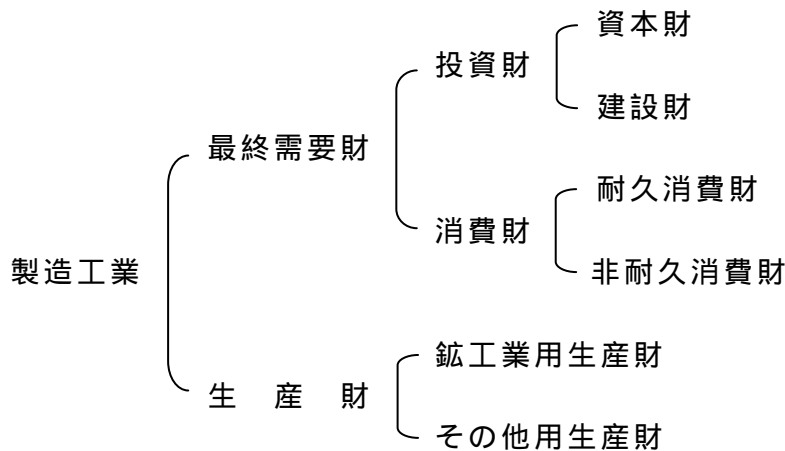 資本財
投資財
建設財
最終需要財
耐久消費財
消費財
非耐久消費財
製造工業
鉱工業用生産財
生 産 財
その他用生産財